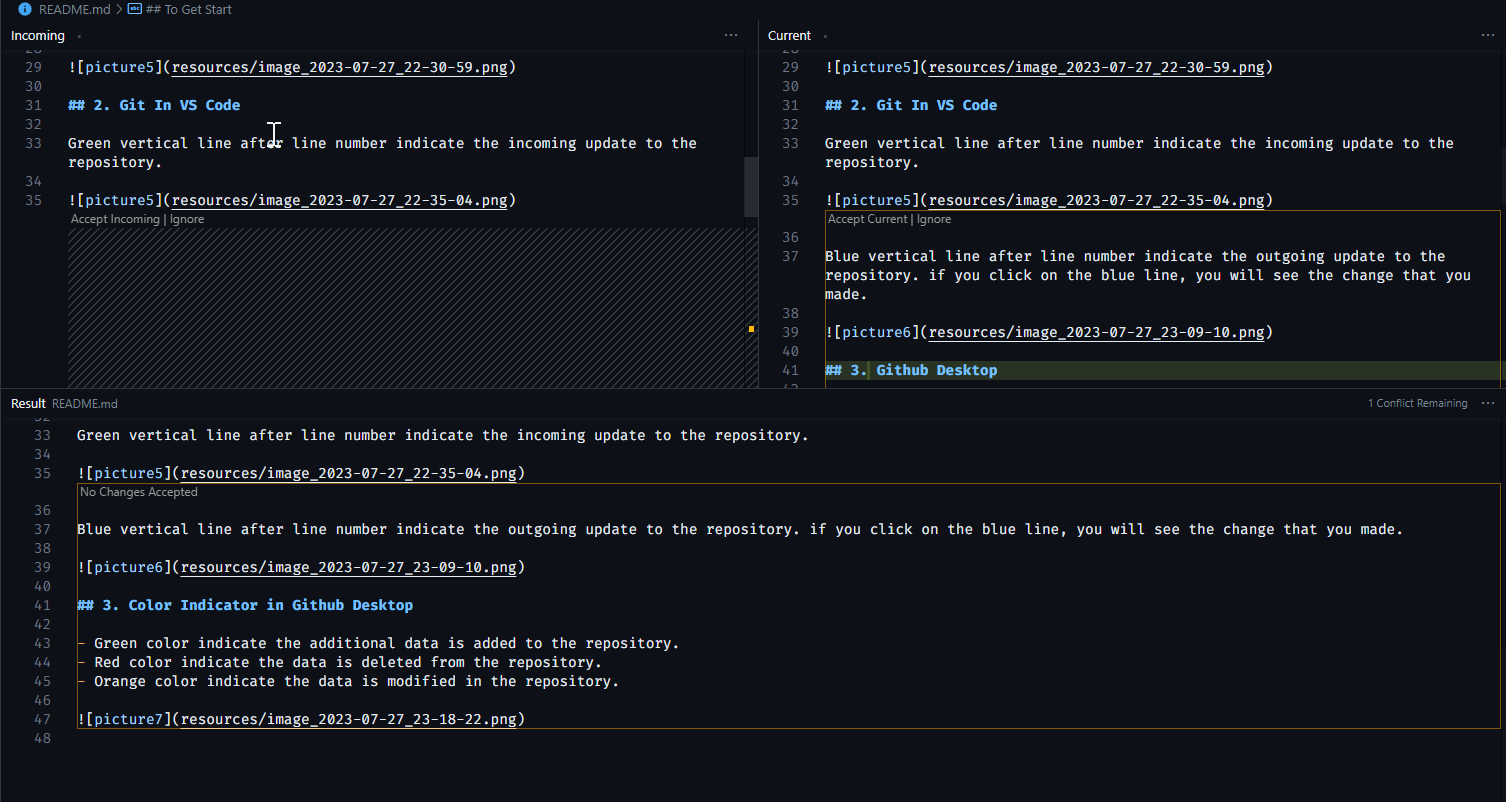 README.md > ## To Get Start
Incoming
28
29 ![picture5](resources/image_2023-07-27_22-30-59.png)
30
31 ## 2. Git In VS Code
32
33 Green vertical line after line number indicate the incoming update to the
repository.
34
35 ![picture5](resources/image_2023-07-27_22-35-04.png)
Accept Incoming | Ignore
Current
28
29 ![picture5](resources/image_2023-07-27_22-30-59.png)
30
31 ## 2. Git In VS Code
32
33 Green vertical line after line number indicate the incoming update to the
repository.
34
35 ![picture5](resources/image_2023-07-27_22-35-04.png)
Accept Current | Ignore
36
37 Blue vertical line after line number indicate the outgoing update to the
repository. if you click on the blue line, you will see the change that you
made.
38
39 ![picture6](resources/image_2023-07-27_23-09-10.png)
40
41 ## 3. Github Desktop
42
Result README.md
1 Conflict Remaining
32
33 Green vertical line after line number indicate the incoming update to the repository.
34
35 ![picture5](resources/image_2023-07-27_22-35-04.png)
No Changes Accepted
36
37 Blue vertical line after line number indicate the outgoing update to the repository. if you click on the blue line, you will see the change that you made.
38
39 ![picture6](resources/image_2023-07-27_23-09-10.png)
40
41 ## 3. Color Indicator in Github Desktop
42
43 - Green color indicate the additional data is added to the repository.
44 - Red color indicate the data is deleted from the repository.
45 - Orange color indicate the data is modified in the repository.
46
47 ![picture7](resources/image_2023-07-27_23-18-22.png)
48